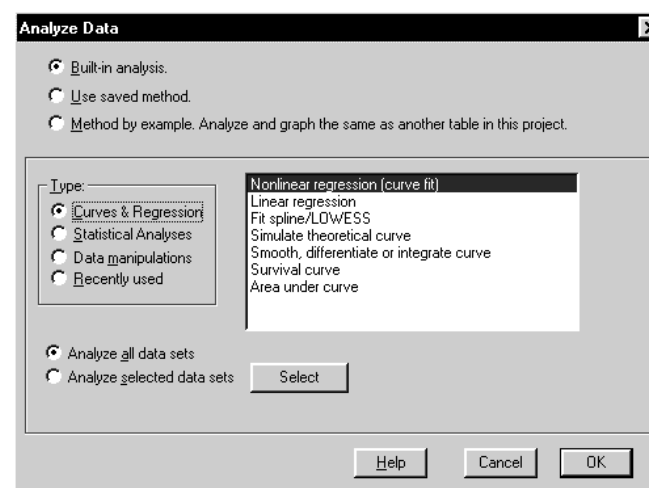 Analyze Data
Built-in analysis.
Use saved method.
Method by example. Analyze and graph the same as another table in this project.
Type:
Curves & Regression
Statistical Analyses
Data manipulations
Recently used
Nonlinear regression (curve fit)
Linear regression
Fit spline/LOWESS
Simulate theoretical curve
Smooth, differentiate or integrate curve
Survival curve
Area under curve
Analyze all data sets
Analyze selected data sets
Select
Help
Cancel
OK